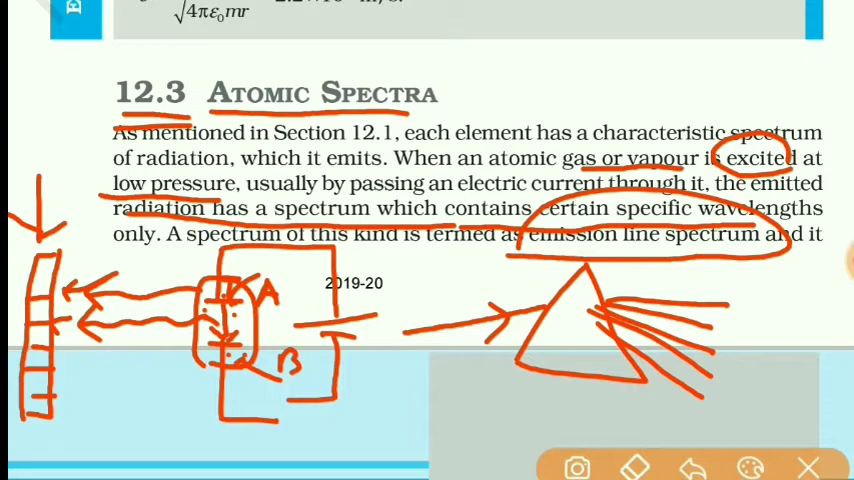 E
√4πε₀mr
12.3 ATOMIC SPECTRA
As mentioned in Section 12.1, each element has a characteristic spectrum
of radiation, which it emits. When an atomic gas or vapour is excited at
low pressure, usually by passing an electric current through it, the emitted
radiation has a spectrum which contains certain specific wavelengths
only. A spectrum of this kind is termed as emission line spectrum and it
2019-20
A
B